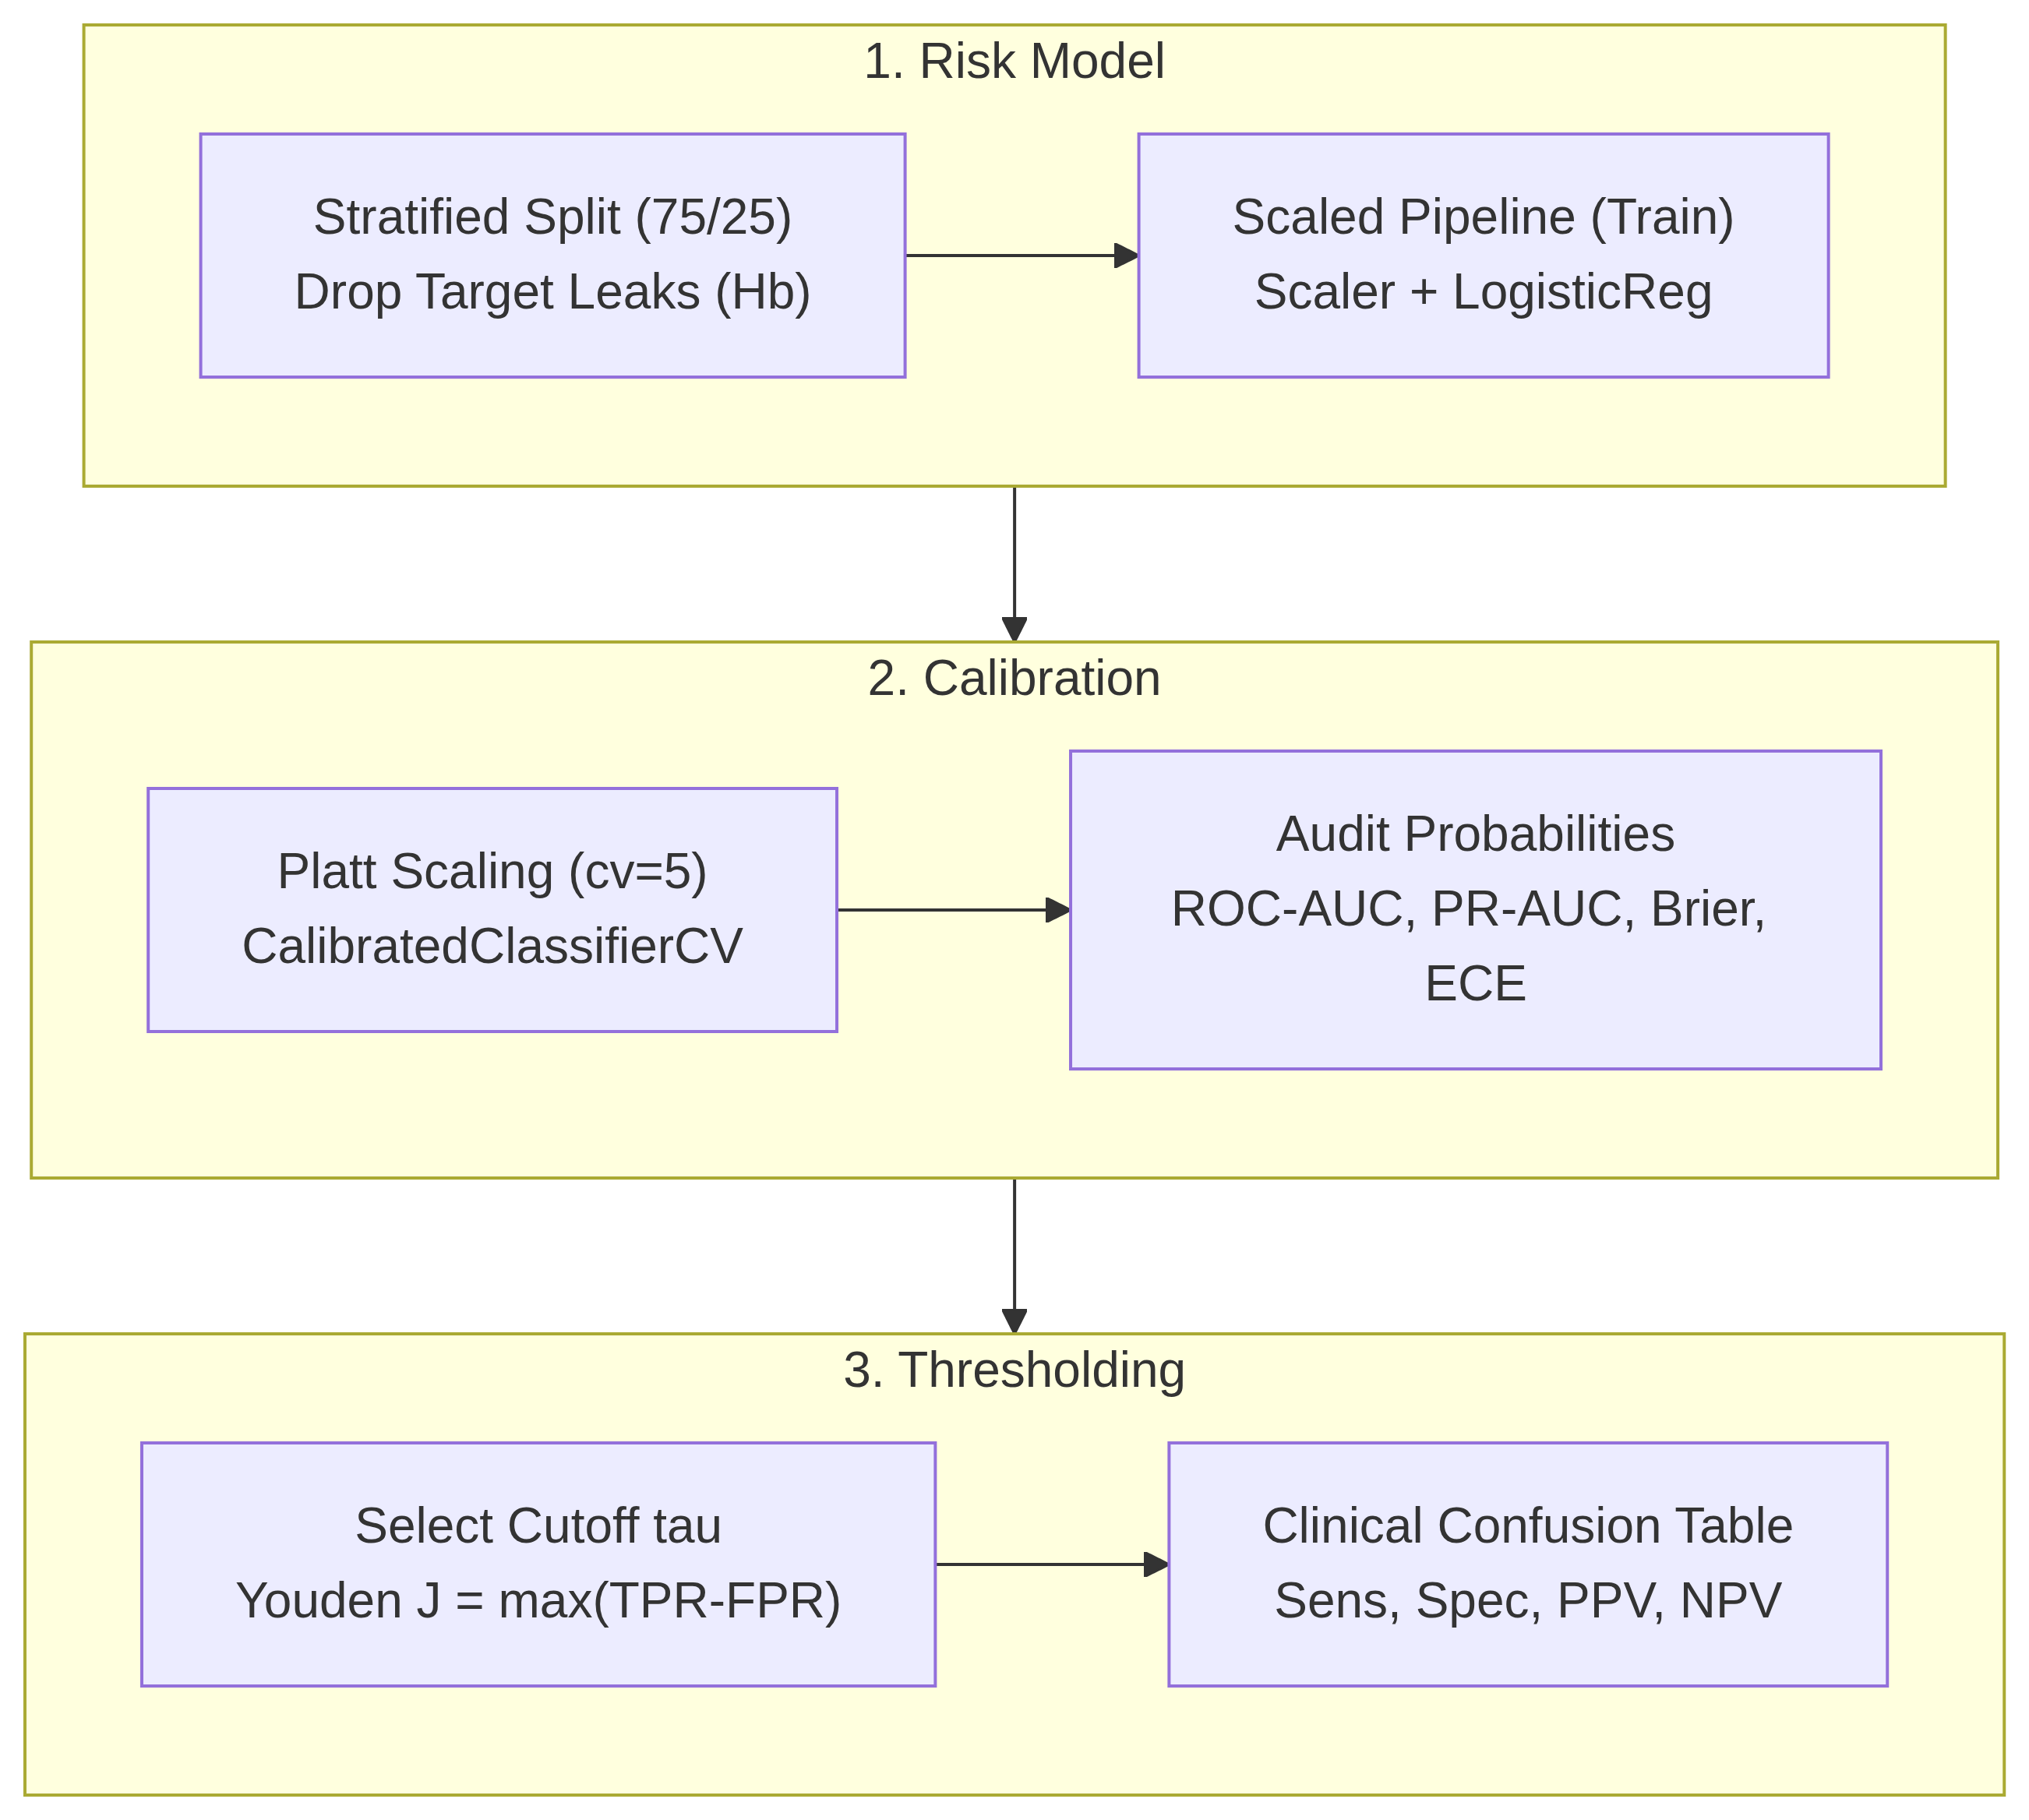 1. Risk Model
Stratified Split (75/25)
Drop Target Leaks (Hb)
Scaled Pipeline (Train)
Scaler + LogisticReg
2. Calibration
Platt Scaling (cv=5)
CalibratedClassifierCV
Audit Probabilities
ROC-AUC, PR-AUC, Brier,
ECE
3. Thresholding
Select Cutoff tau
Youden J = max(TPR-FPR)
Clinical Confusion Table
Sens, Spec, PPV, NPV